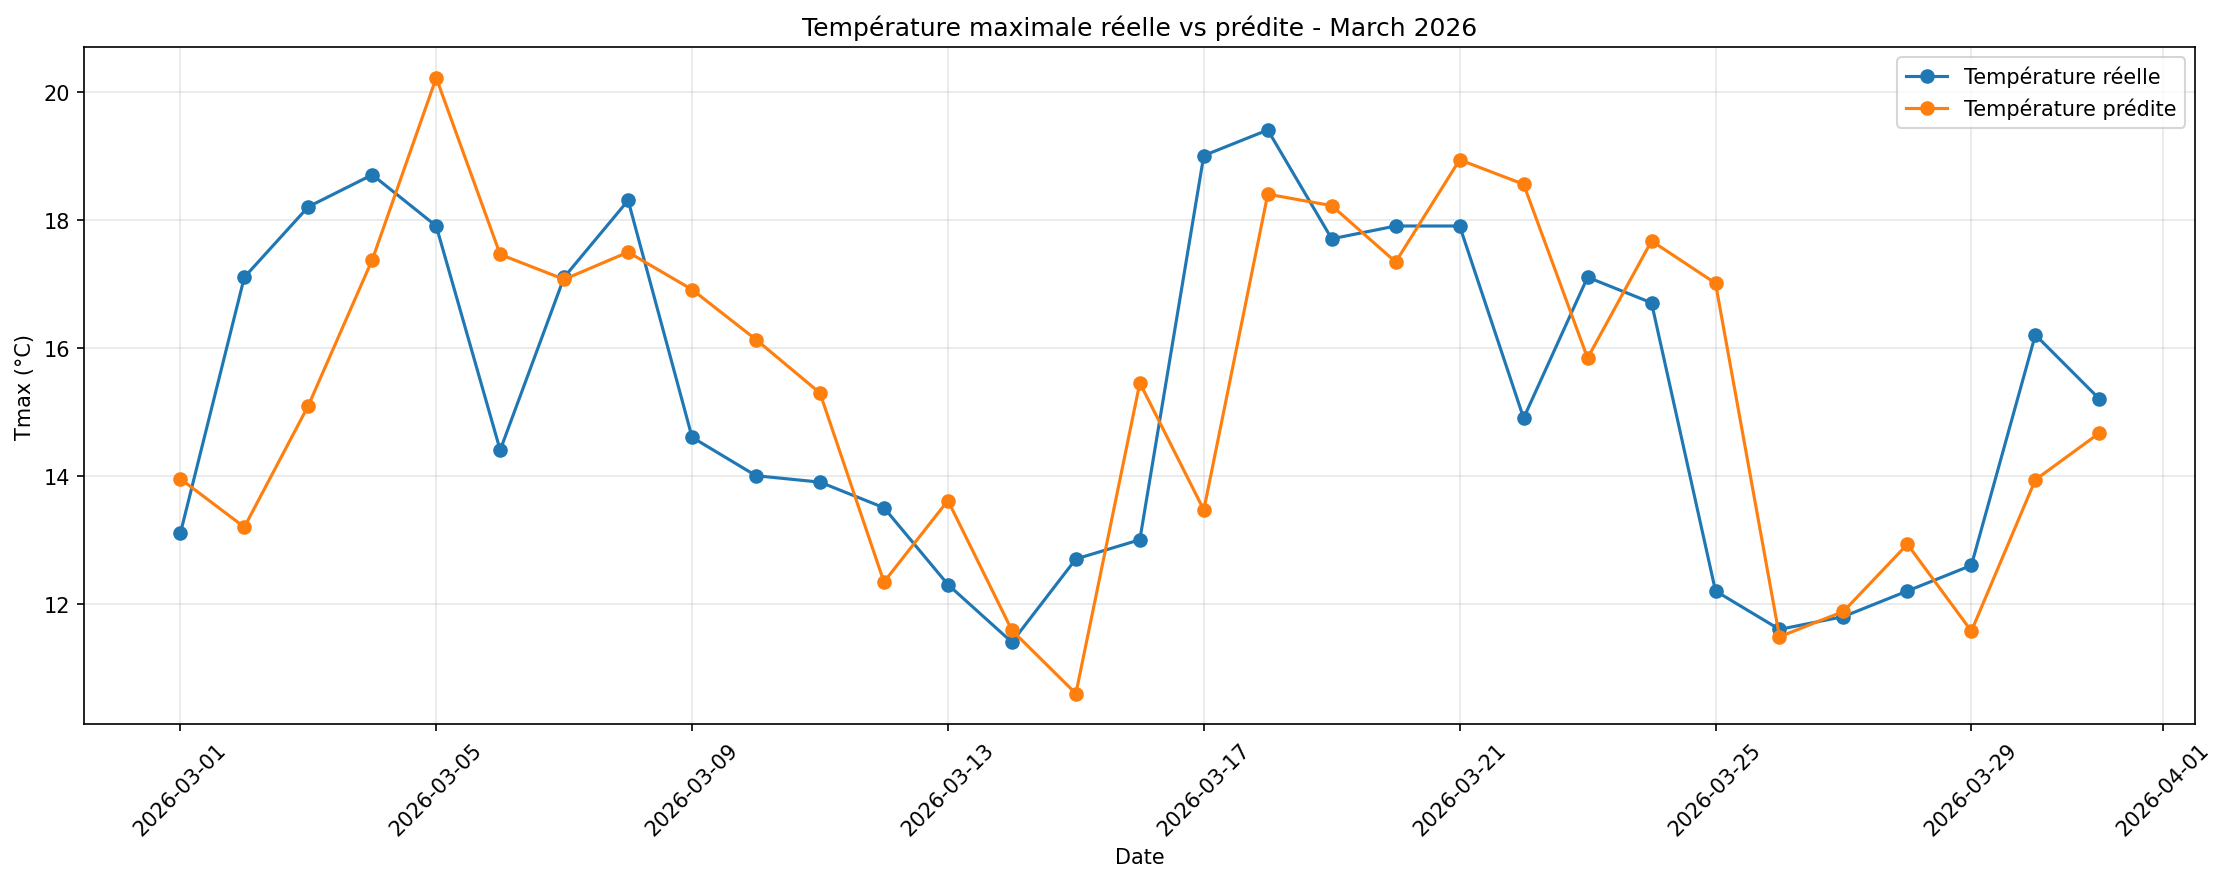 Température maximale réelle vs prédite - March 2026
Température réelle
Température prédite
20
18
16
14
12
Tmax (°C)
2026-03-01
2026-03-05
2026-03-09
2026-03-13
2026-03-17
2026-03-21
2026-03-25
2026-03-29
2026-04-01
Date